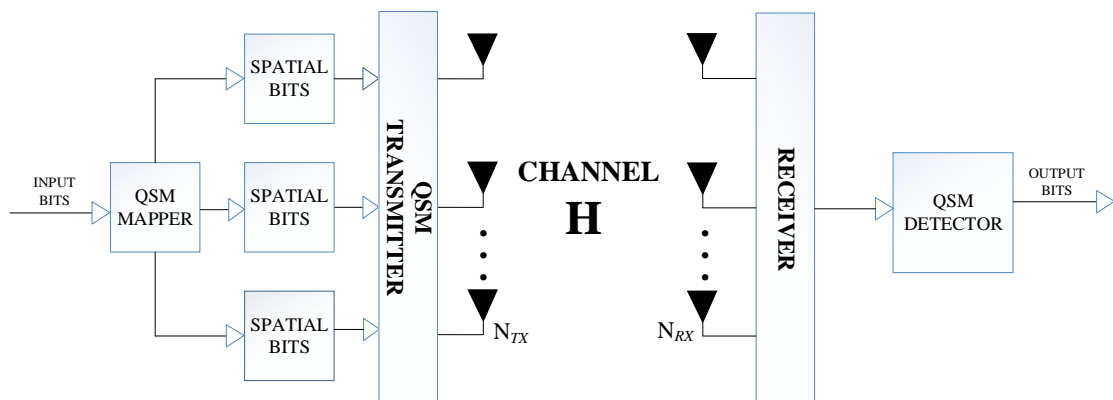 INPUT
BITS
QSM
MAPPER
SPATIAL
BITS
SPATIAL
BITS
SPATIAL
BITS
QSM
TRANSMITTER
N_TX
CHANNEL
H
N_RX
RECEIVER
QSM
DETECTOR
OUTPUT
BITS